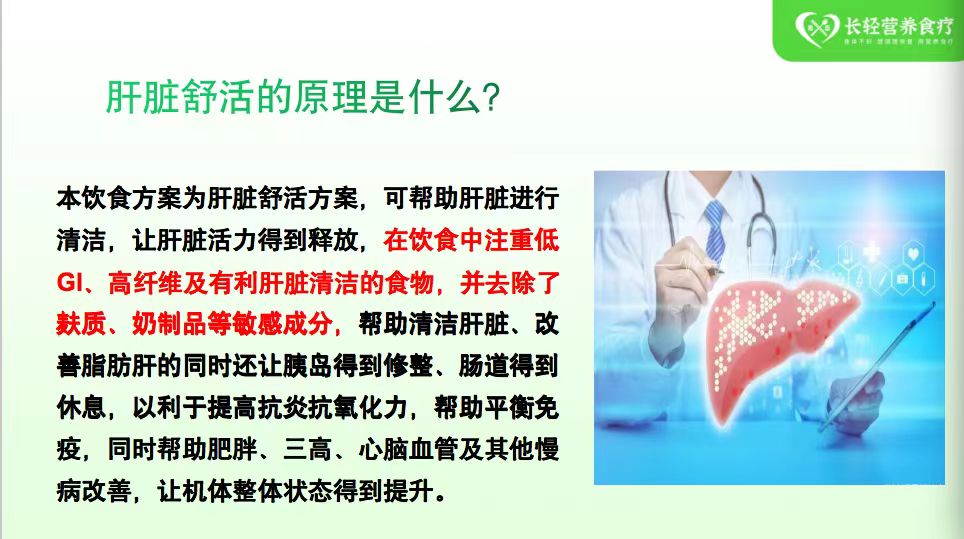 长轻营养食疗
肝脏舒活的原理是什么?
本饮食方案为肝脏舒活方案，可帮助肝脏进行
清洁，让肝脏活力得到释放，在饮食中注重低
GI、高纤维及有利肝脏清洁的食物，并去除了
麸质、奶制品等敏感成分，帮助清洁肝脏、改
善脂肪肝的同时还让胰岛得到修整、肠道得到
休息，以利于提高抗炎抗氧化力，帮助平衡免
疫，同时帮助肥胖、三高、心脑血管及其他慢
病改善，让机体整体状态得到提升。